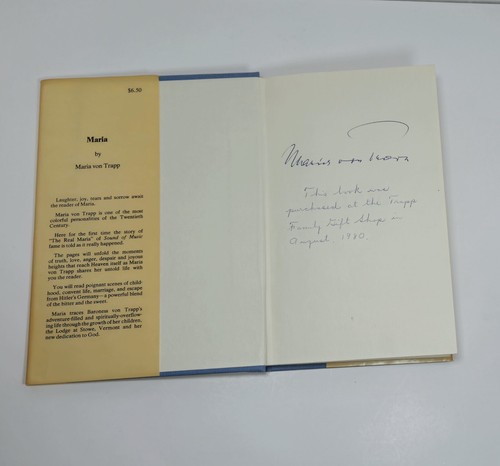 $6.50
Maria
by
Maria von Trapp
Laughter, joy, tears and sorrow await
the reader of Maria.
Maria von Trapp is one of the most
colorful personalities of the Twentieth
Century.
Here for the first time the story of
"The Real Maria" of Sound of Music
fame is told as it really happened.
The pages will unfold the moments
of truth, love, anger, despair and joyous
heights that reach Heaven itself as Maria
von Trapp shares her untold life with
you the reader.
You will read poignant scenes of child-
hood, convent life, marriage, and escape
from Hitler's Germany—a powerful blend
of the bitter and the sweet.
Maria traces Baroness von Trapp's
adventure-filled and spiritually-overflow-
ing life through the growth of her children,
the Lodge at Stowe, Vermont and her
new dedication to God.
Maria von Trapp
This book was
purchased at the Trapp
Family Gift Shop in
August, 1980.